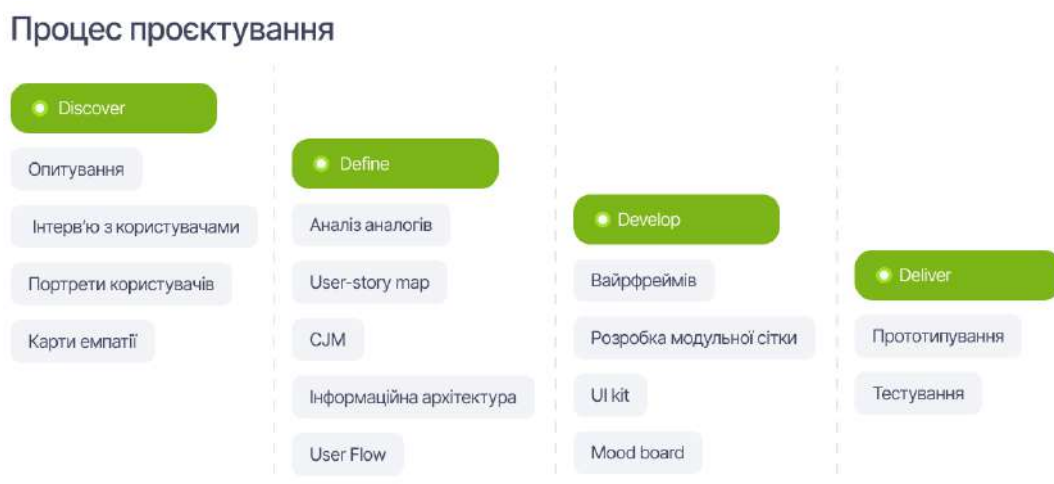 Процес проєктування
Discover
Опитування
Інтерв'ю з користувачами
Портрети користувачів
Карти емпатії
Define
Аналіз аналогів
User-story map
CJM
Інформаційна архітектура
User Flow
Develop
Вайрфреймів
Розробка модульної сітки
UI kit
Mood board
Deliver
Прототипування
Тестування